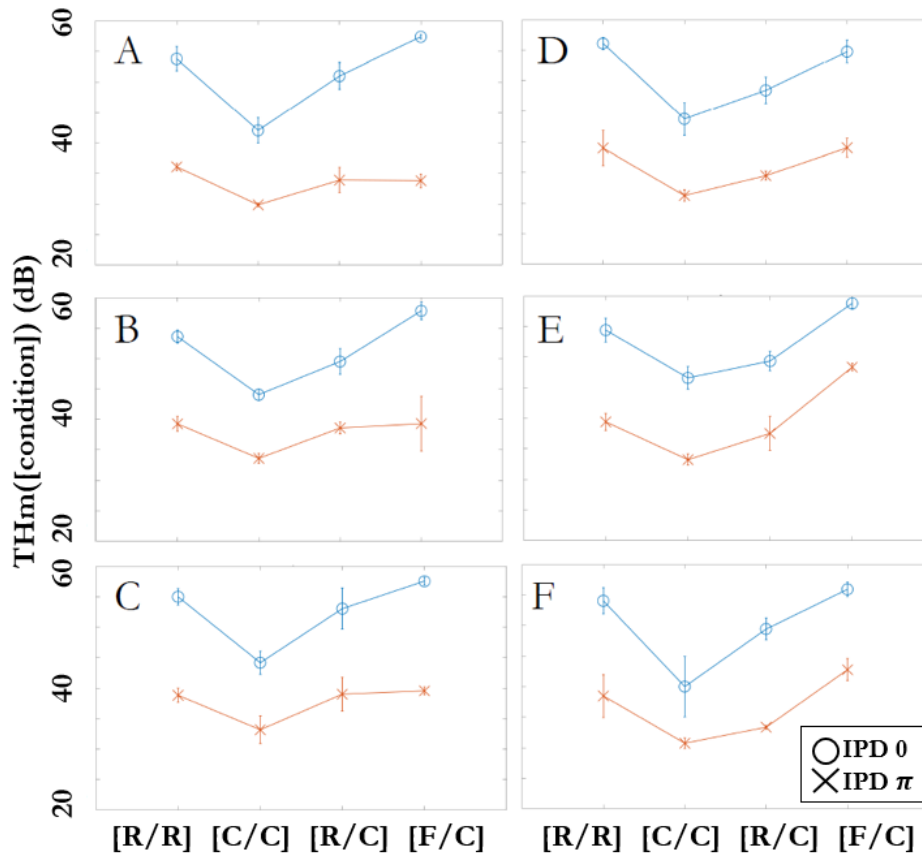 A
D
60
40
20
B
E
60
40
20
C
F
60
40
20
THm([condition]) (dB)
IPD 0
IPD π
[R/R] [C/C] [R/C] [F/C]
[R/R] [C/C] [R/C] [F/C]